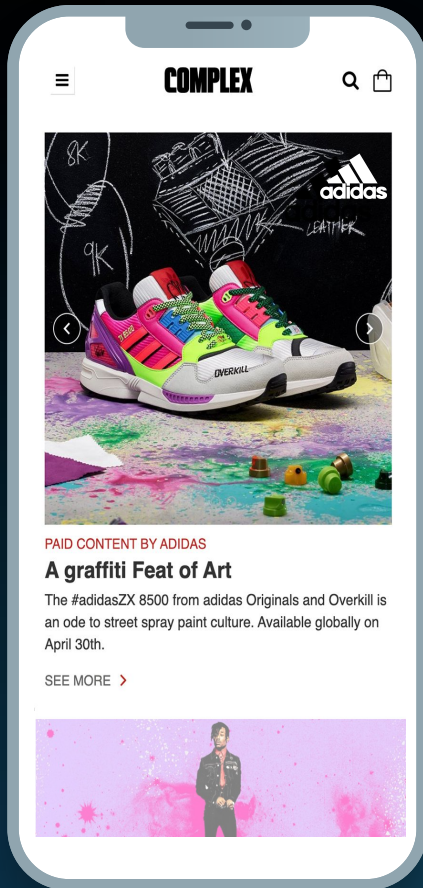 COMPLEX
8K
adidas
LEATHER
9K
OVERKILL
PAID CONTENT BY ADIDAS
A graffiti Feat of Art
The #adidasZX 8500 from adidas Originals and Overkill is
an ode to street spray paint culture. Available globally on
April 30th.
SEE MORE